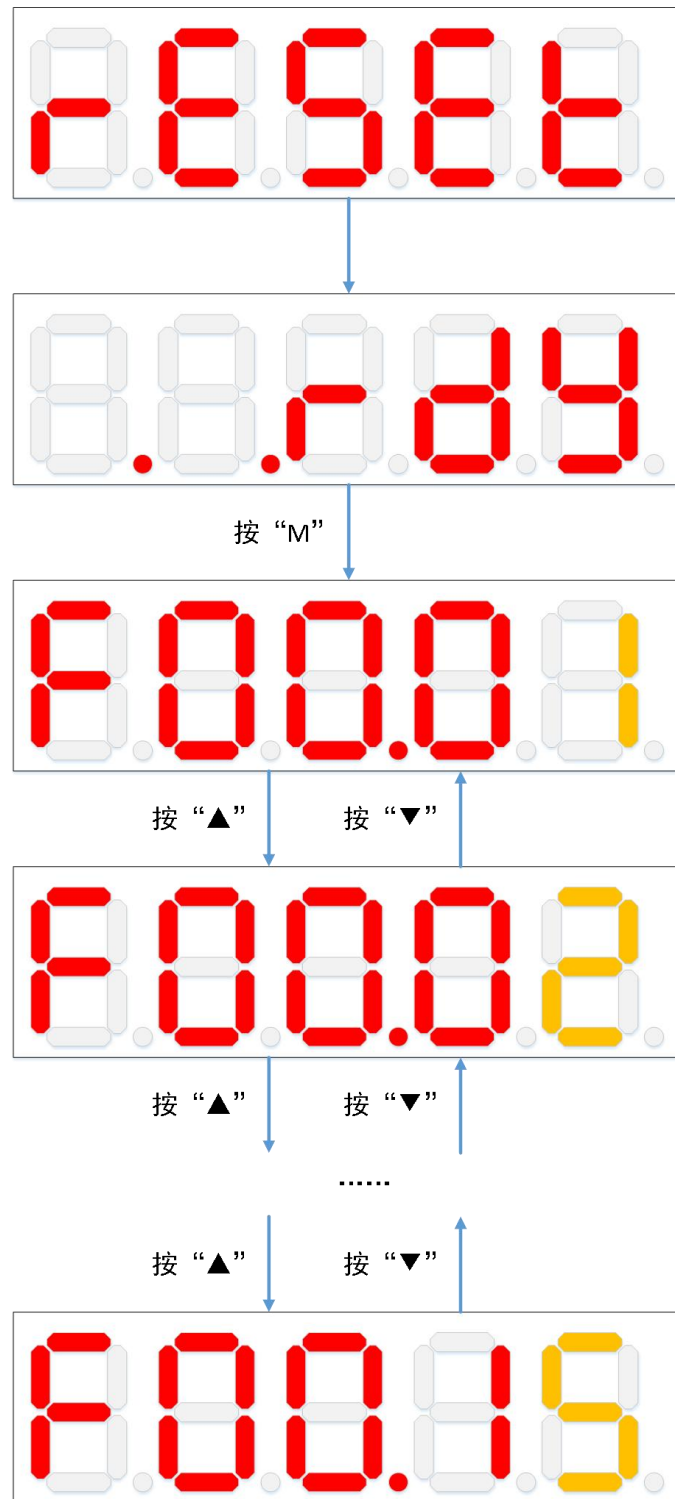 rESEt
..rdy
按 “M”
F00.01
按 “▲” 按 “▼”
F00.02
按 “▲” 按 “▼”
......
按 “▲” 按 “▼”
F00.15